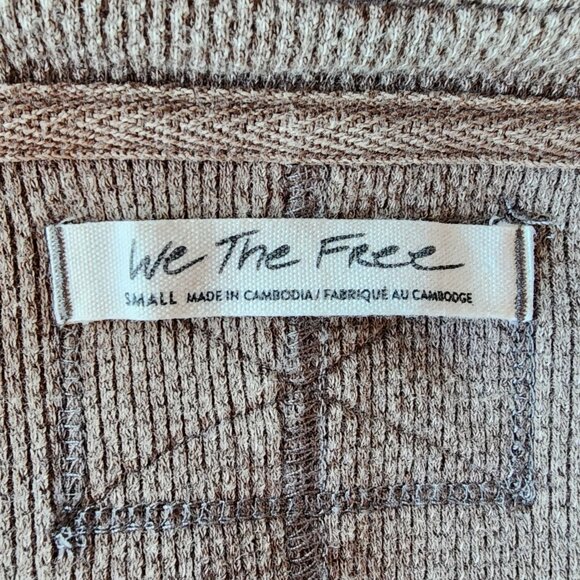 We The Free
SMALL MADE IN CAMBODIA / FABRIQUÉ AU CAMBODGE